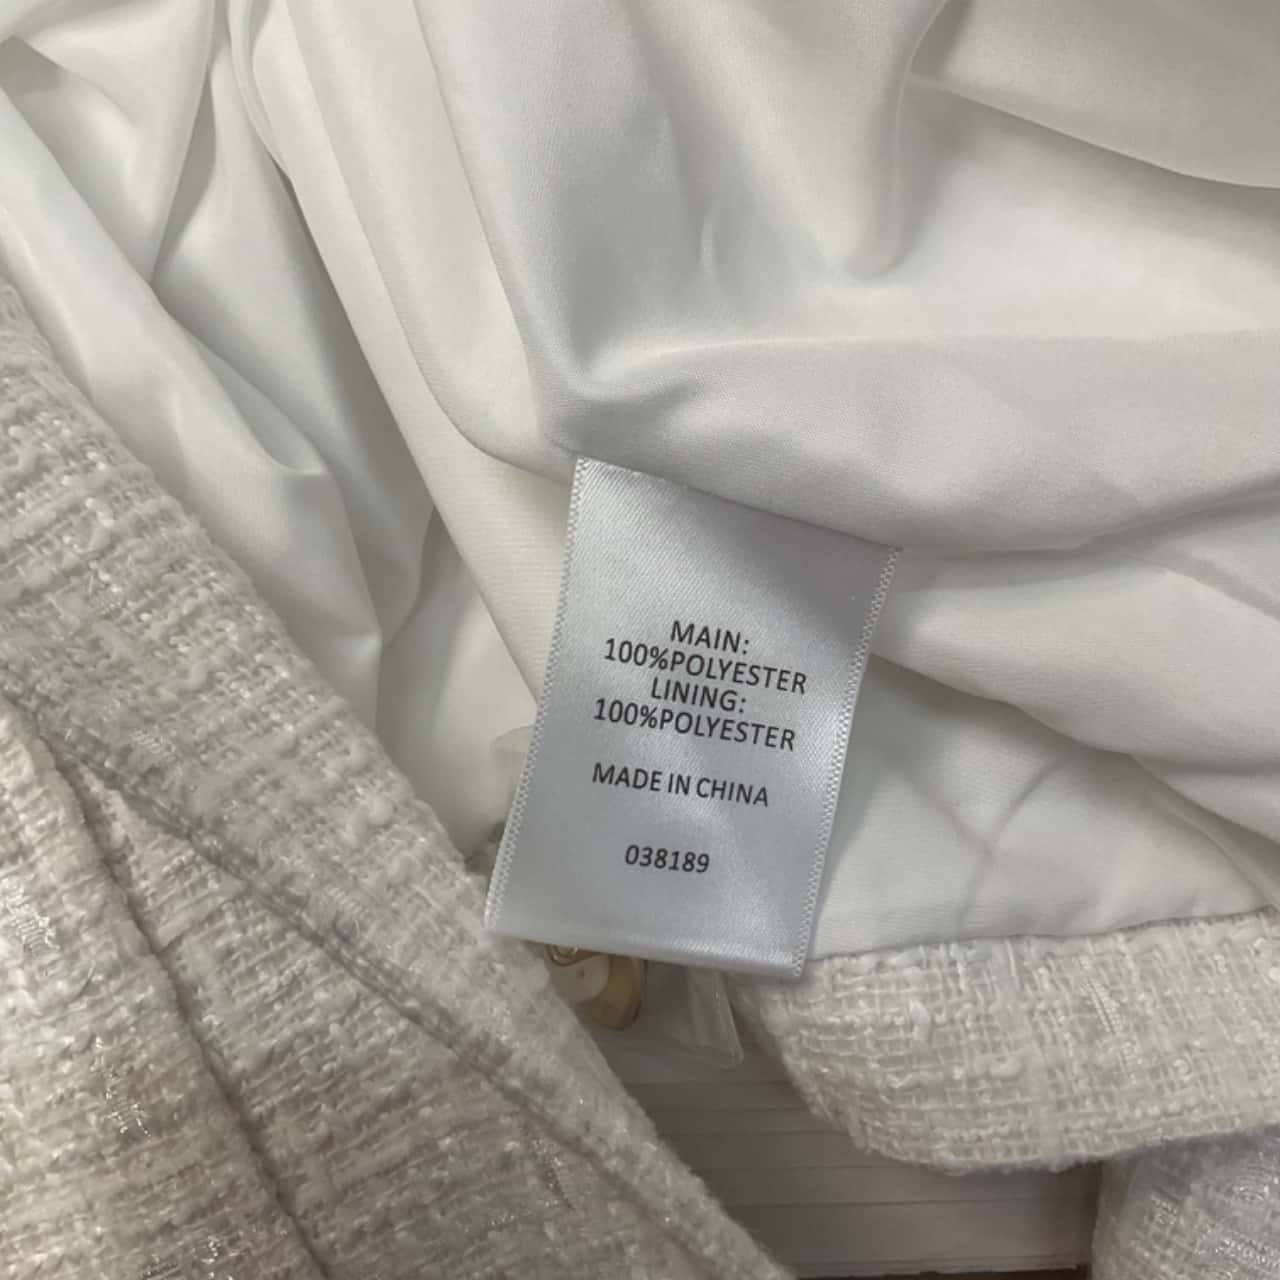 MAIN:
100%POLYESTER
LINING:
100%POLYESTER
MADE IN CHINA
038189